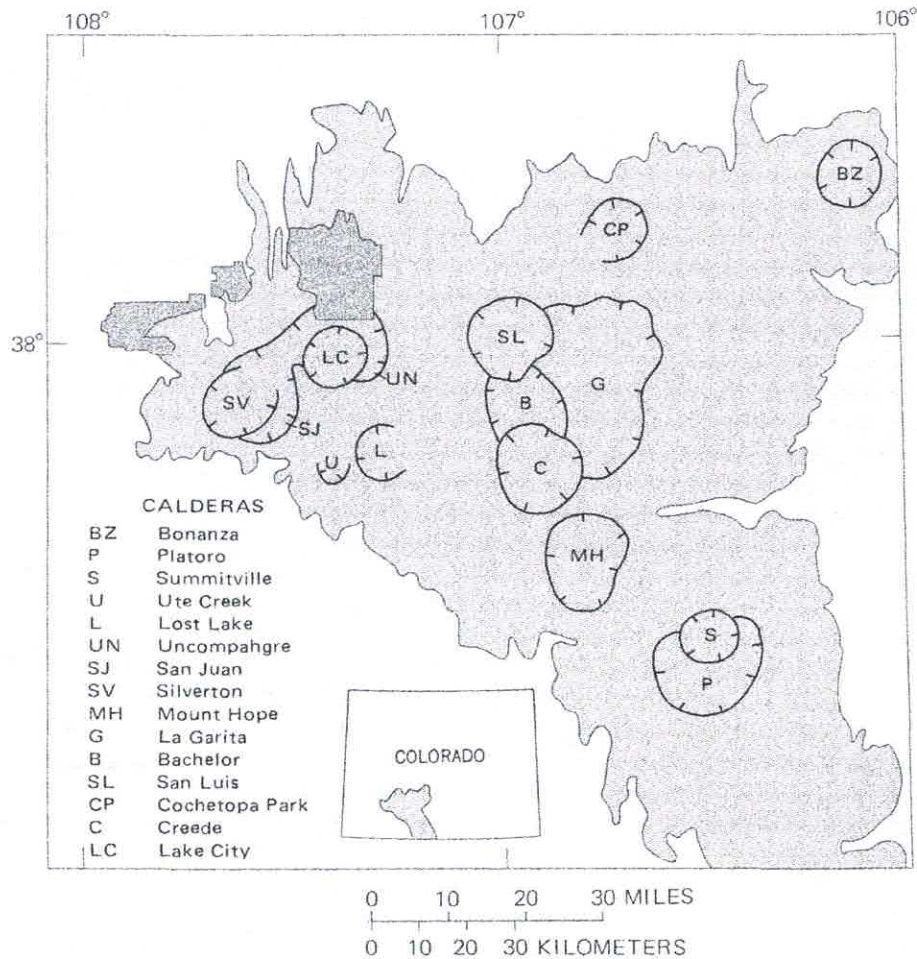 108°
107°
106°
38°
BZ
CP
SL
LC
G
UN
SV
B
SJ
L
U
C
MH
S
P
CALDERAS
BZ Bonanza
P Platoro
S Summitville
U Ute Creek
L Lost Lake
UN Uncompahgre
SJ San Juan
SV Silverton
MH Mount Hope
G La Garita
B Bachelor
SL San Luis
CP Cochetopa Park
C Creede
LC Lake City
COLORADO
0 10 20 30 MILES
0 10 20 30 KILOMETERS